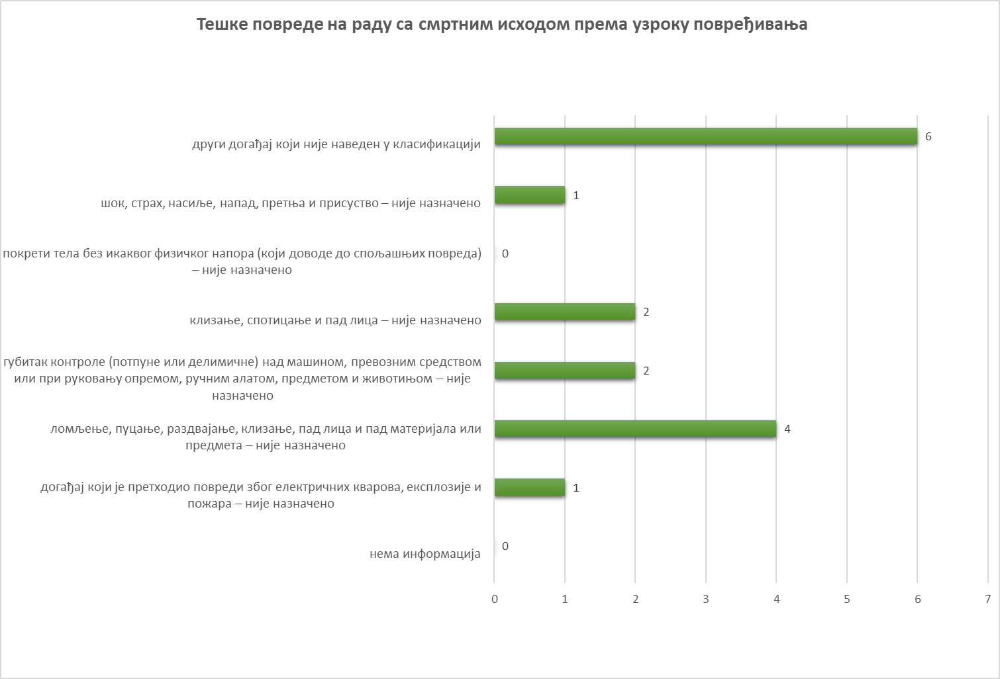 Тешке повреде на раду са смртним исходом према узроку повређивања
други догађај који није наведен у класификацији
6
шок, страх, насиље, напад, претња и присуство – није назначено
1
покрети тела без икаквог физичког напора (који доводе до спољашњих повреда)
– није назначено
0
клизање, спотицање и пад лица – није назначено
2
губитак контроле (потпуне или делимичне) над машином, превозним средством
или при руковању опремом, ручним алатом, предметом и животињом – није
назначено
2
ломљење, пуцање, раздвајање, клизање, пад лица и пад материјала или
предмета – није назначено
4
догађај који је претходио повреди због електричних кварова, експлозије и
пожара – није назначено
1
нема информација
0
0 1 2 3 4 5 6 7